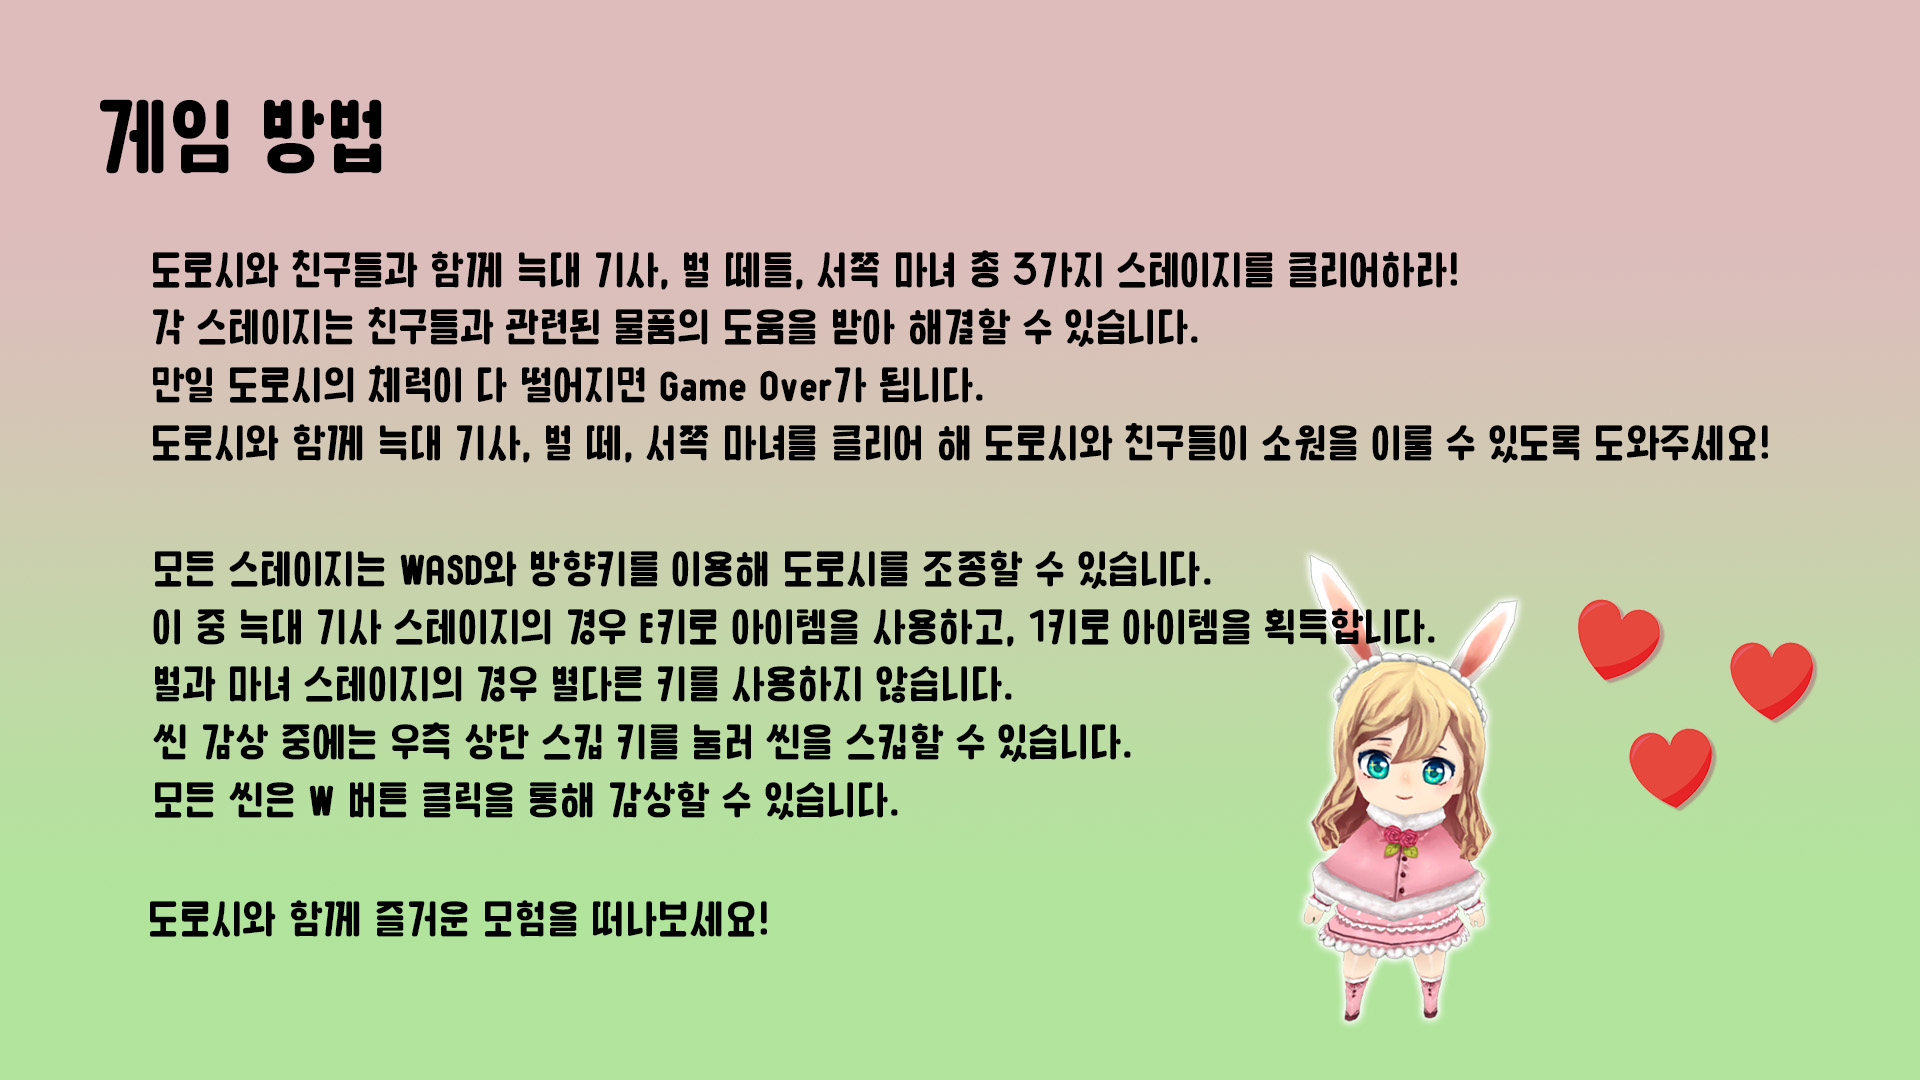 게임 방법
도로시와 친구들과 함께 늑대 기사, 벌 떼들, 서쪽 마녀 총 3가지 스테이지를 클리어하라!
각 스테이지는 친구들과 관련된 물품의 도움을 받아 해결할 수 있습니다.
만일 도로시의 체력이 다 떨어지면 Game Over가 됩니다.
도로시와 함께 늑대 기사, 벌 떼, 서쪽 마녀를 클리어 해 도로시와 친구들이 소원을 이룰 수 있도록 도와주세요!
모든 스테이지는 WASD와 방향키를 이용해 도로시를 조종할 수 있습니다.
이 중 늑대 기사 스테이지의 경우 E키로 아이템을 사용하고, 1키로 아이템을 획득합니다.
벌과 마녀 스테이지의 경우 별다른 키를 사용하지 않습니다.
씬 감상 중에는 우측 상단 스킵 키를 눌러 씬을 스킵할 수 있습니다.
모든 씬은 W 버튼 클릭을 통해 감상할 수 있습니다.
도로시와 함께 즐거운 모험을 떠나보세요!